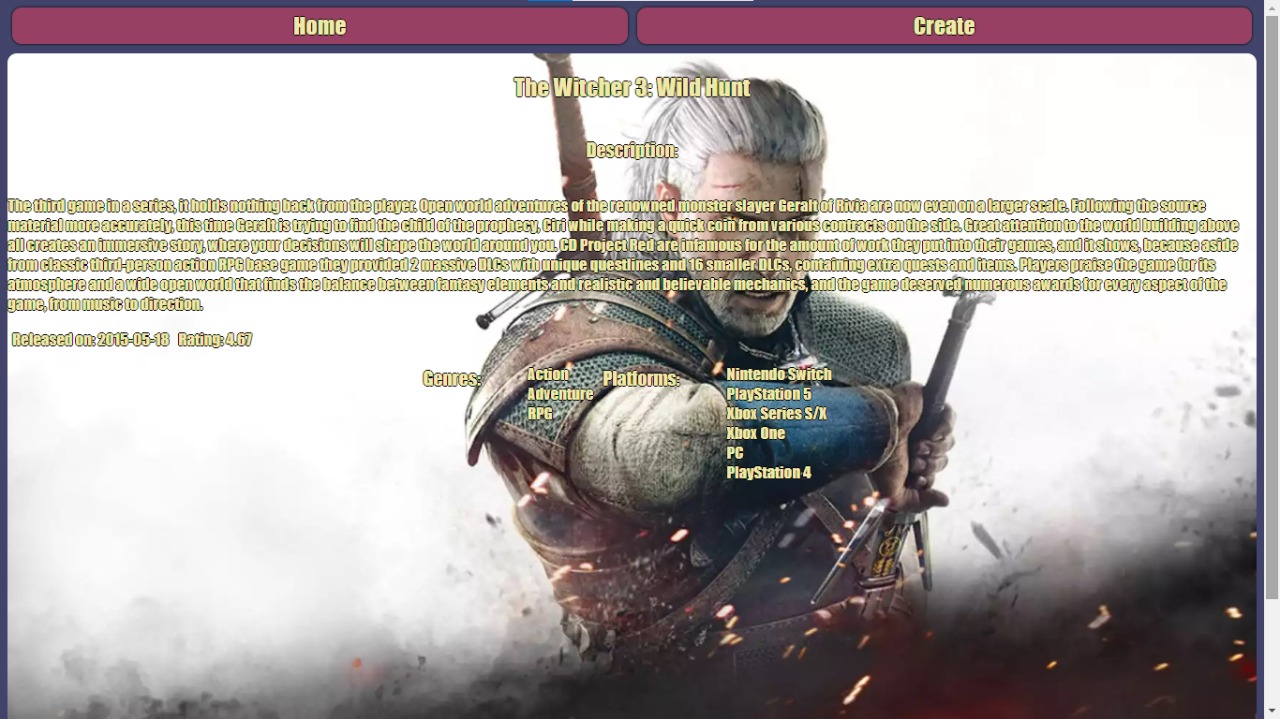 Home
Create
The Witcher 3: Wild Hunt
Description:
The third game in a series, it holds nothing back from the player. Open world adventures of the renowned monster slayer Geralt of Rivia are now even on a larger scale. Following the source
material more accurately, this time Geralt is trying to find the child of the prophecy, Ciri while making a quick coin from various contracts on the side. Great attention to the world building above
all creates an immersive story, where your decisions will shape the world around you. CD Project Red are infamous for the amount of work they put into their games, and it shows, because aside
from classic third-person action RPG base game they provided 2 massive DLCs with unique questlines and 16 smaller DLCs, containing extra quests and items. Players praise the game for its
atmosphere and a wide open world that finds the balance between fantasy elements and realistic and believable mechanics, and the game deserved numerous awards for every aspect of the
game, from music to direction.
Released on: 2015-05-18 Rating: 4.67
Genres:
Action
Adventure
RPG
Platforms:
Nintendo Switch
PlayStation 5
Xbox Series S/X
Xbox One
PC
PlayStation 4